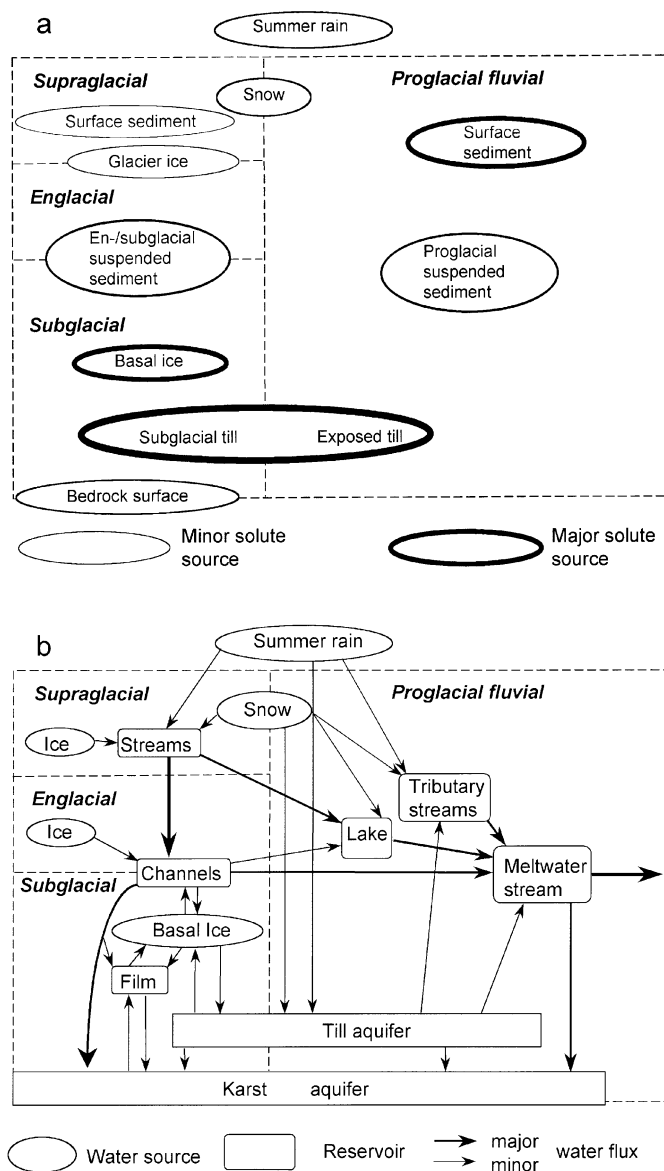 a
Summer rain
Supraglacial
Snow
Proglacial fluvial
Surface sediment
Surface
sediment
Glacier ice
Englacial
En-/subglacial
suspended
sediment
Proglacial
suspended
sediment
Subglacial
Basal ice
Subglacial till
Exposed till
Bedrock surface
Minor solute
source
Major solute
source
b
Summer rain
Supraglacial
Snow
Proglacial fluvial
Ice
Streams
Englacial
Tributary
streams
Ice
Lake
Subglacial
Channels
Meltwater
stream
Basal Ice
Film
Till aquifer
Karst aquifer
Water source
Reservoir
major
minor
water flux